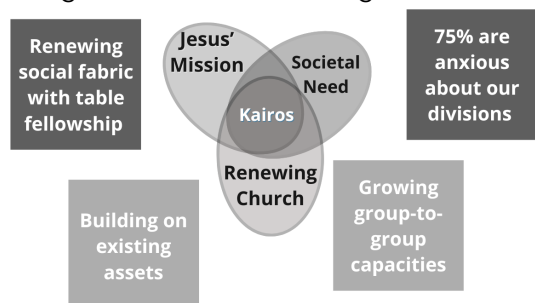 Renewing
social fabric
with table
fellowship
Jesus’
Mission
Societal
Need
Kairos
Renewing
Church
75% are
anxious
about our
divisions
Building on
existing
assets
Growing
group-to-
group
capacities